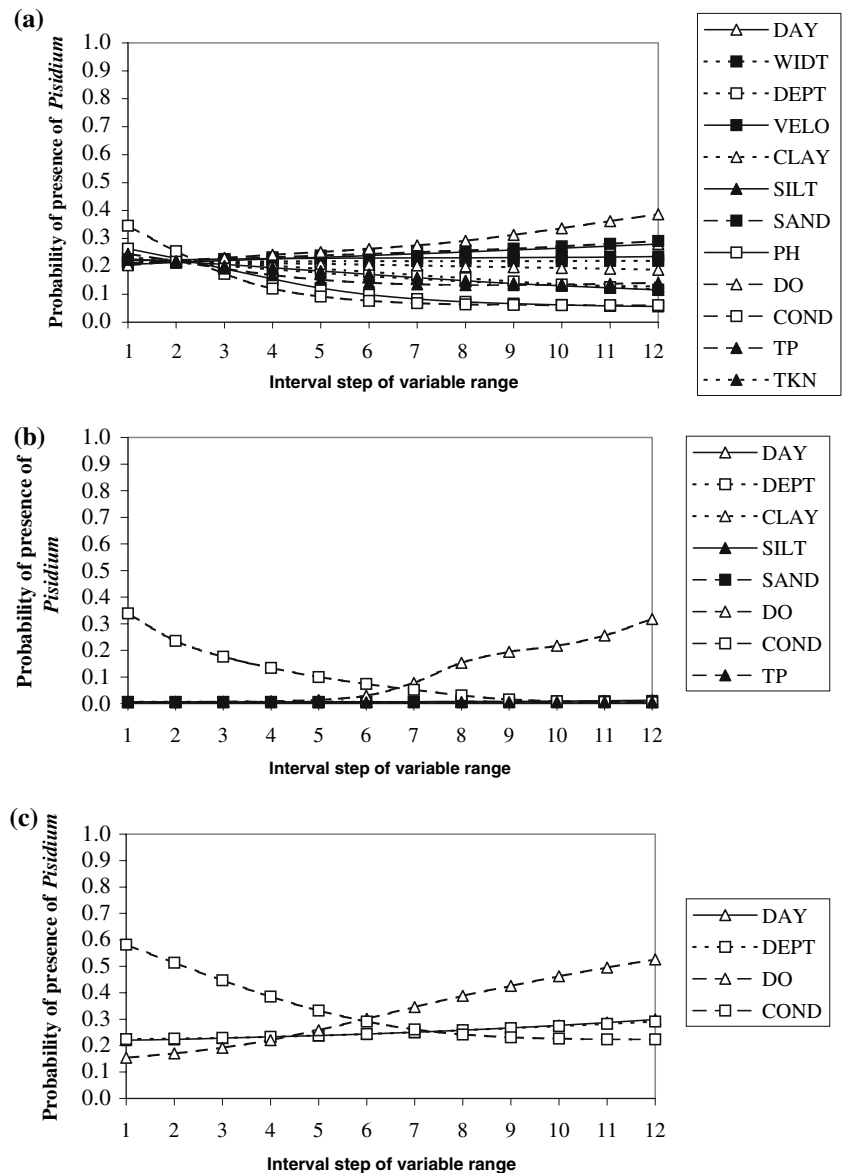 (a)
Probability of presence of Pisidium
1.0
0.9
0.8
0.7
0.6
0.5
0.4
0.3
0.2
0.1
0.0
1 2 3 4 5 6 7 8 9 10 11 12
Interval step of variable range
DAY
WIDT
DEPT
VELO
CLAY
SILT
SAND
PH
DO
COND
TP
TKN
(b)
Probability of presence of
Pisidium
1.0
0.9
0.8
0.7
0.6
0.5
0.4
0.3
0.2
0.1
0.0
1 2 3 4 5 6 7 8 9 10 11 12
Interval step of variable range
DAY
DEPT
CLAY
SILT
SAND
DO
COND
TP
(c)
Probability of presence of Pisidium
1.0
0.9
0.8
0.7
0.6
0.5
0.4
0.3
0.2
0.1
0.0
1 2 3 4 5 6 7 8 9 10 11 12
Interval step of variable range
DAY
DEPT
DO
COND